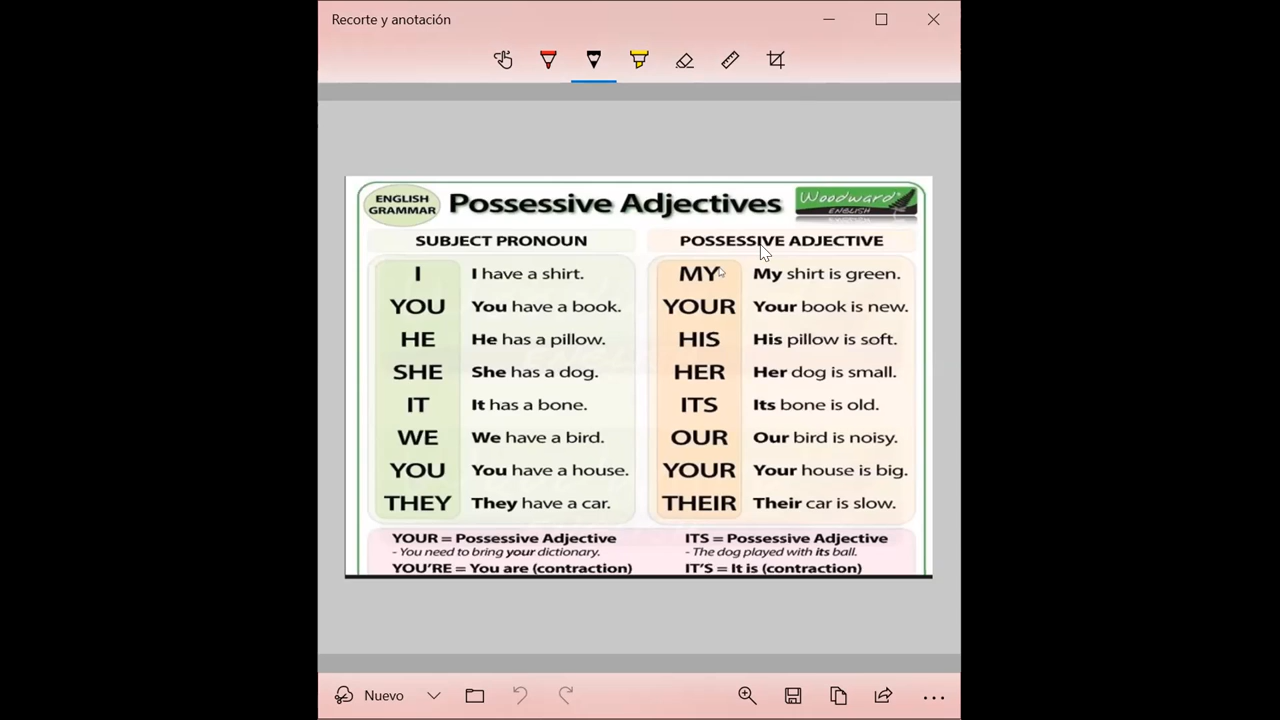 Recorte y anotación
ENGLISH
GRAMMAR
Possessive Adjectives
Woodward®
ENGLISH
SUBJECT PRONOUN
POSSESSIVE ADJECTIVE
I I have a shirt. MY My shirt is green.
YOU You have a book. YOUR Your book is new.
HE He has a pillow. HIS His pillow is soft.
SHE She has a dog. HER Her dog is small.
IT It has a bone. ITS Its bone is old.
WE We have a bird. OUR Our bird is noisy.
YOU You have a house. YOUR Your house is big.
THEY They have a car. THEIR Their car is slow.
YOUR = Possessive Adjective
- You need to bring your dictionary.
YOU'RE = You are (contraction)
ITS = Possessive Adjective
- The dog played with its ball.
IT'S = It is (contraction)
Nuevo